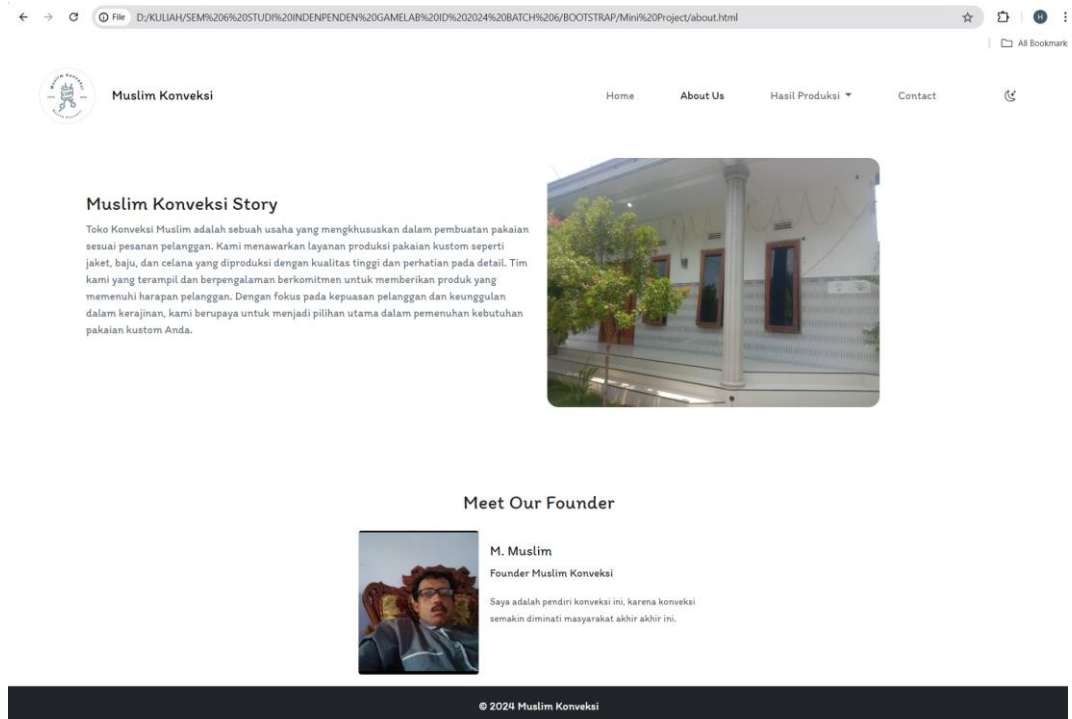 File D:/KULIAH/SEM%206%20STUDI%20INDENPENDEN%20GAMELAB%20ID%202024%20BATCH%206/BOOTSTRAP/Mini%20Project/about.html
H
All Bookmarks
Muslim Konveksi
Muslim Konveksi
Home About Us Hasil Produksi Contact
Muslim Konveksi Story
Toko Konveksi Muslim adalah sebuah usaha yang mengkhususkan dalam pembuatan pakaian
sesuai pesanan pelanggan. Kami menawarkan layanan produksi pakaian kustom seperti
jaket, baju, dan celana yang diproduksi dengan kualitas tinggi dan perhatian pada detail. Tim
kami yang terampil dan berpengalaman berkomitmen untuk memberikan produk yang
memenuhi harapan pelanggan. Dengan fokus pada kepuasan pelanggan dan keunggulan
dalam kerajinan, kami berupaya untuk menjadi pilihan utama dalam pemenuhan kebutuhan
pakaian kustom Anda.
Meet Our Founder
M. Muslim
Founder Muslim Konveksi
Saya adalah pendiri konveksi ini, karena konveksi
semakin diminati masyarakat akhir akhir ini.
© 2024 Muslim Konveksi